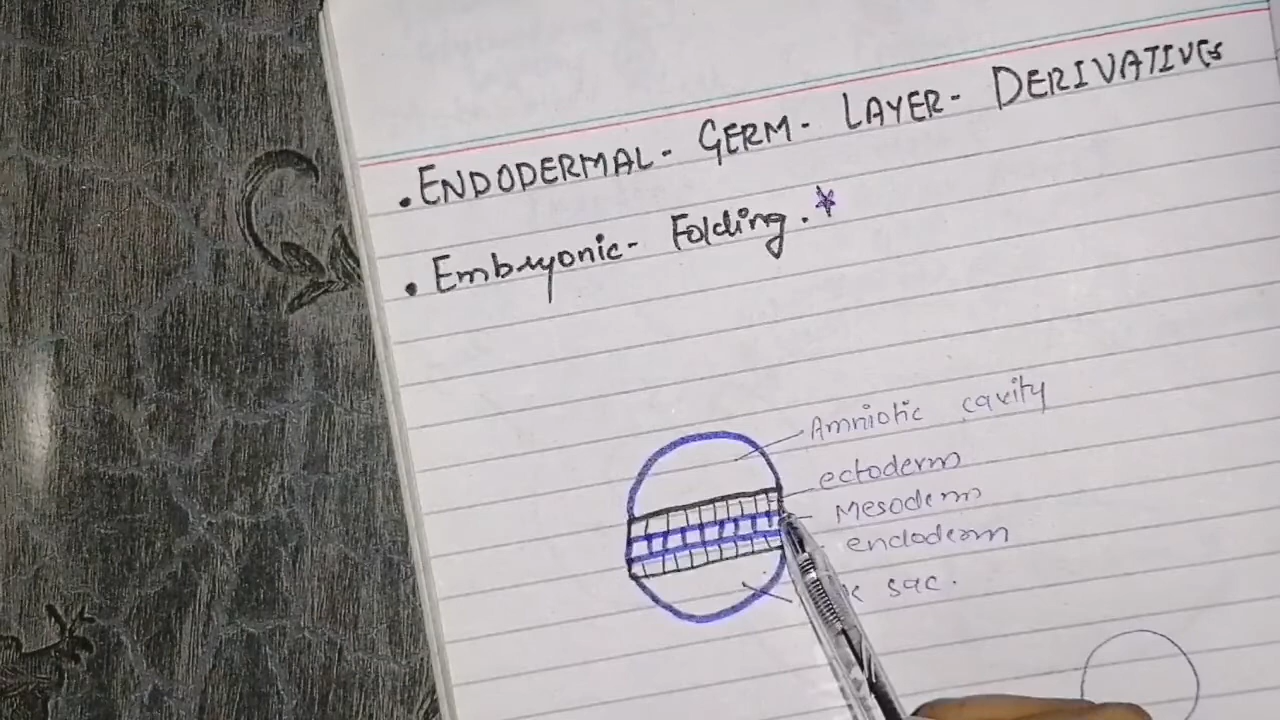 . ENDODERMAL - GERM - LAYER - DERIVATIVES
. Embryonic - Folding . *
Amniotic cavity
ectoderm
Mesoderm
endoderm
sac.